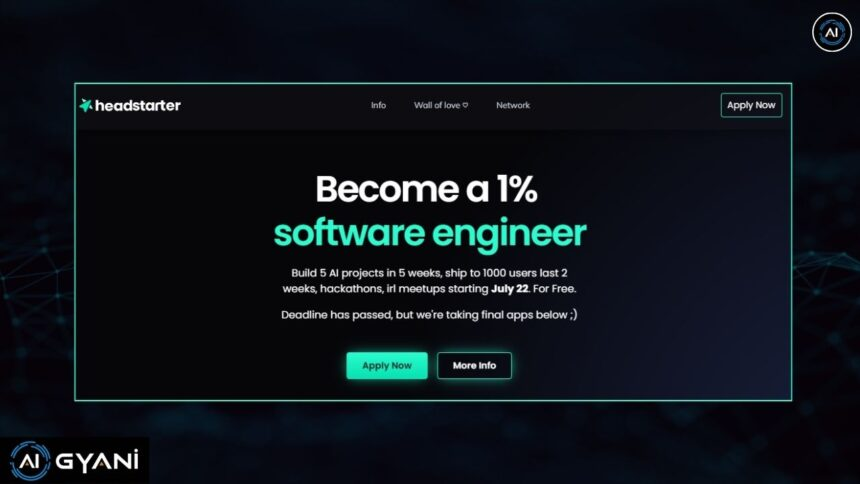 AI
headstarter
Info
Wall of love ♡
Network
Apply Now
Become a 1%
software engineer
Build 5 AI projects in 5 weeks, ship to 1000 users last 2
weeks, hackathons, irl meetups starting July 22. For Free.
Deadline has passed, but we're taking final apps below ;)
Apply Now
More Info
AI GYANi